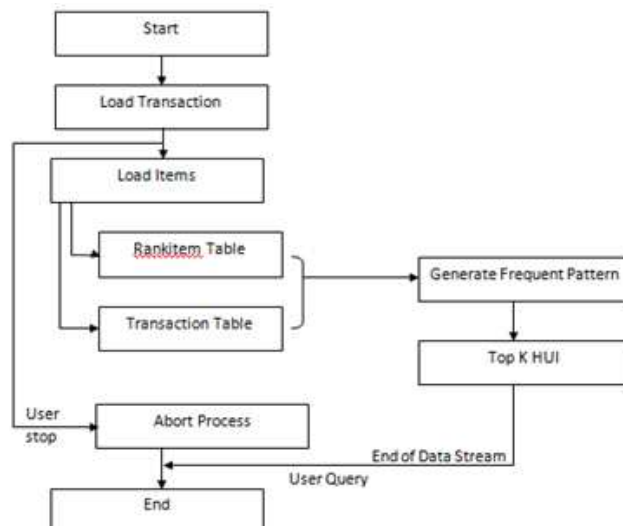 Start
Load Transaction
Load Items
Rankitem Table
Generate Frequent Pattern
Transaction Table
Top K HUI
User
stop
Abort Process
End of Data Stream
User Query
End